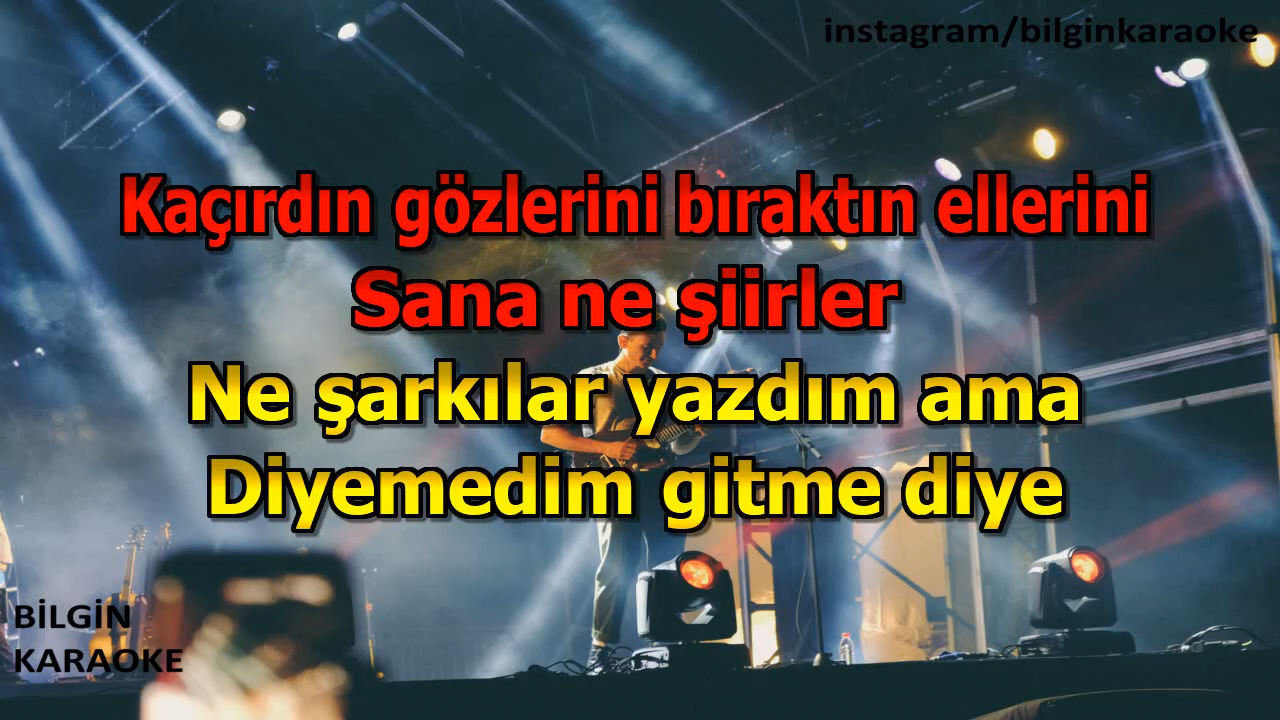 instagram/bilginkaraoke
Kaçırdın gözlerini bıraktın ellerini
Sana ne şiirler
Ne şarkılar yazdım ama
Diyemedim gitme diye
BİLGİN
KARAOKE